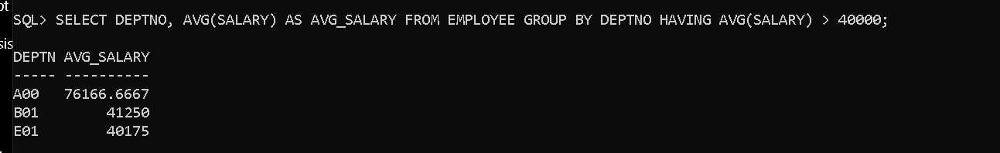 ot
SQL> SELECT DEPTNO, AVG(SALARY) AS AVG_SALARY FROM EMPLOYEE GROUP BY DEPTNO HAVING AVG(SALARY) > 40000;
sis
DEPTN AVG_SALARY
----- ----------
A00   76166.6667
B01        41250
E01        40175